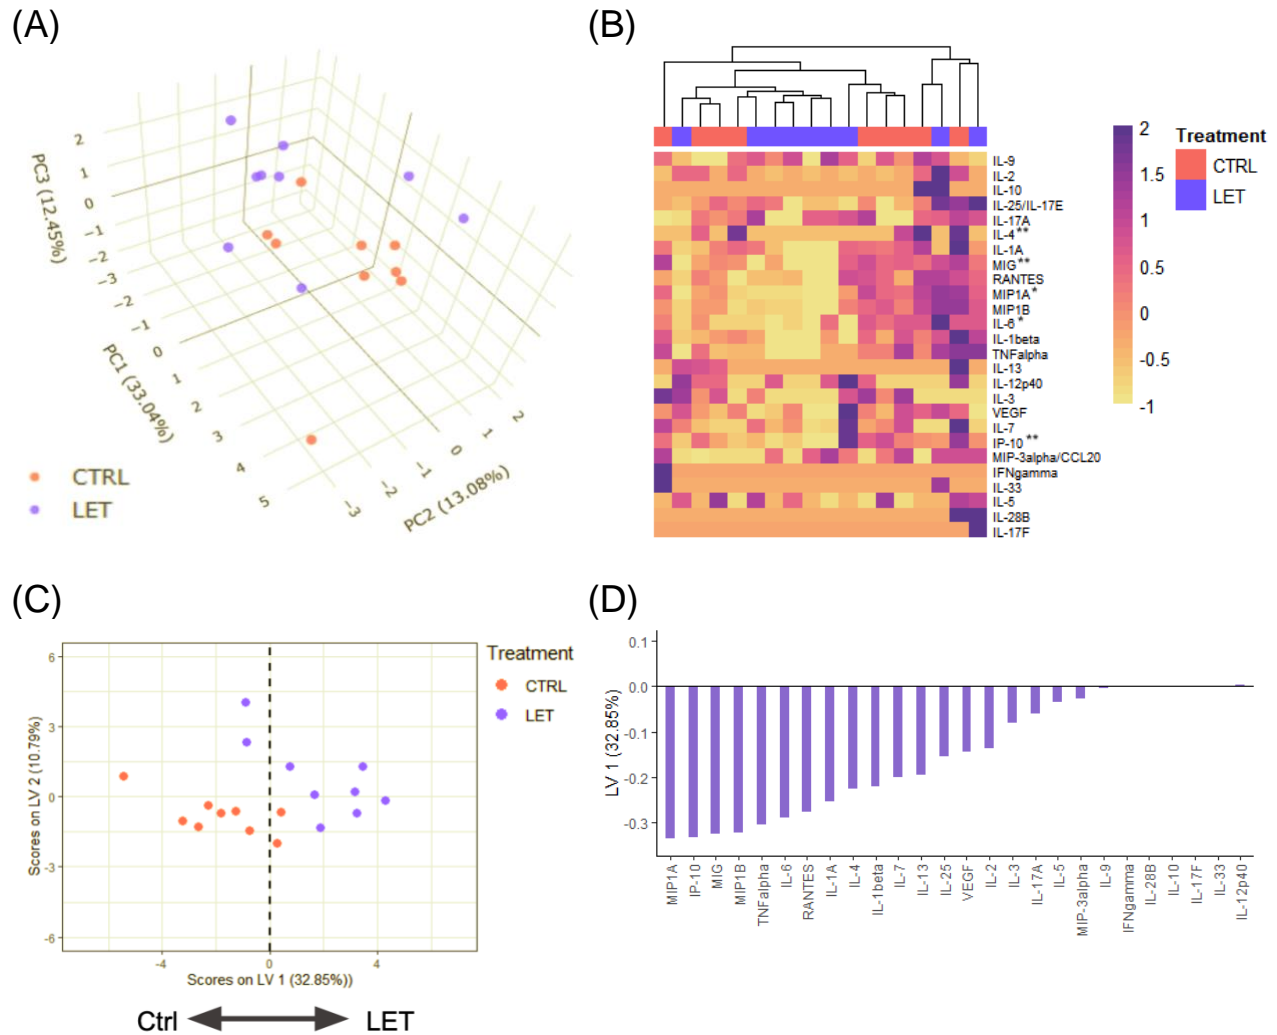 (A)
PC3 (12.45%)
2
1
0
−1
−2
−3
PC1 (33.04%)
−2
−1
0
1
2
3
4
5
PC2 (13.08%)
−3
−2
−1
0
1
2
CTRL
LET
(B)
IL-9
IL-2
IL-10
IL-25/IL-17E
IL-17A
IL-4**
IL-1A
MIG**
RANTES
MIP1A*
MIP1B
IL-6*
IL-1beta
TNFalpha
IL-13
IL-12p40
IL-3
VEGF
IL-7
IP-10**
MIP-3alpha/CCL20
IFNgamma
IL-33
IL-5
IL-28B
IL-17F
2
1.5
1
0.5
0
-0.5
-1
Treatment
CTRL
LET
(C)
Scores on LV 2 (10.79%)
6
3
0
-3
-6
-4
0
4
Scores on LV 1 (32.85%))
Treatment
CTRL
LET
Ctrl
LET
(D)
LV 1 (32.85%)
0.1
0.0
-0.1
-0.2
-0.3
MIP1A
IP-10
MIG
MIP1B
TNFalpha
IL-6
RANTES
IL-1A
IL-4
IL-1beta
IL-7
IL-13
IL-25
VEGF
IL-2
IL-3
IL-17A
IL-5
MIP-3alpha
IL-9
IFNgamma
IL-28B
IL-10
IL-17F
IL-33
IL-12p40